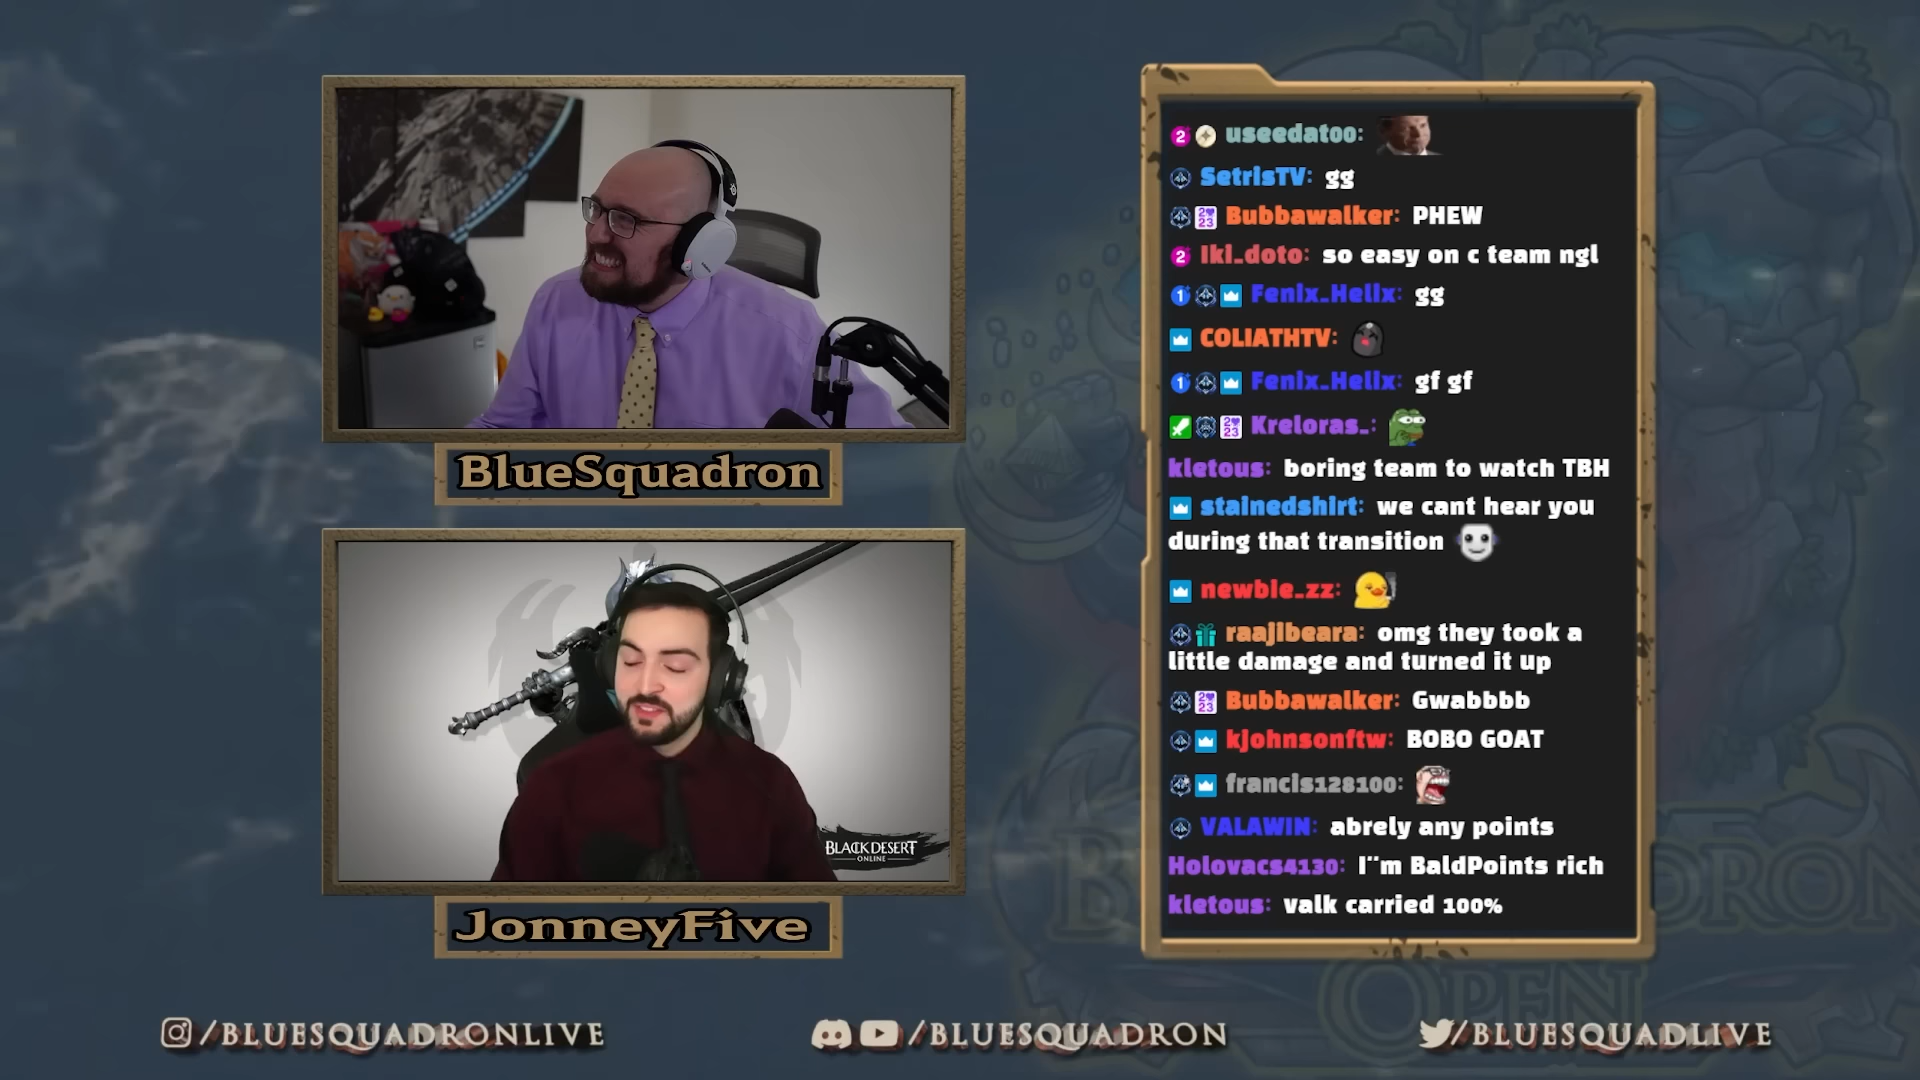 BlueSquadron
BLACK DESERT
ONLINE
JonneyFive
useedat00:
SetrisTV: gg
Bubbawalker: PHEW
Iki_doto: so easy on c team ngl
Fenix_Helix: gg
COLIATHTV:
Fenix_Helix: gf gf
Kreloras_:
kletous: boring team to watch TBH
stainedshirt: we cant hear you
during that transition
newbie_zz:
raajibeara: omg they took a
little damage and turned it up
Bubbawalker: Gwabbbb
kjohnsonftw: BOBO GOAT
francis128100:
VALAWIN: abrely any points
Holovacs4130: I¨m BaldPoints rich
kletous: valk carried 100%
OPEN
/BLUESQUADRONLIVE
/BLUESQUADRON
/BLUESQUADLIVE